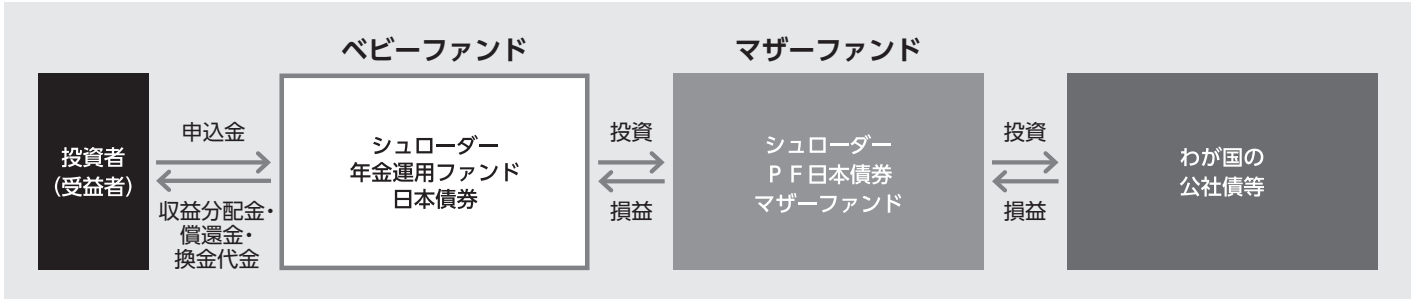 ベビーファンド
マザーファンド
投資者
(受益者)
申込金
収益分配金・
償還金・
換金代金
シュローダー
年金運用ファンド
日本債券
投資
損益
シュローダー
ＰＦ日本債券
マザーファンド
投資
損益
わが国の
公社債等